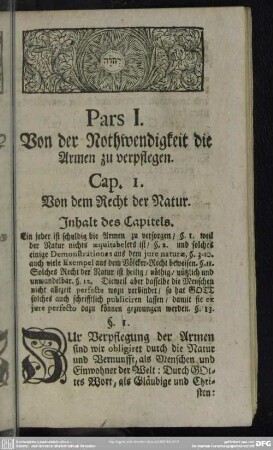 יהוה
Pars I.
Von der Nothwendigkeit die
Armen zu verpflegen.
Cap. 1.
Von dem Recht der Natur.
Inhalt des Capitels.
Ein jeder ist schuldig die Armen zu versorgen/ §. 1. weil
der Natur nichts æquitabelers ist/ §. 2. und solches
einige Demonstrationes aus dem jure naturæ, §. 3-10.
auch viele Exempel aus dem Völcker-Recht beweisen. §. 11.
Solches Recht der Natur ist heilig/ nöthig/ nützlich und
unwandelbar. §. 12. Dieweil aber dasselbe die Menschen
nicht allezeit perfecte dazu verbindet/ so hat GOTT
solches auch schrifftlich publiciren lassen/ damit sie ex
jure perfecto dazu können gezwungen werden. §. 13.
§. 1.
ZUr Verpflegung der Armen
sind wir obligiret durch die Natur
und Vernunfft, als Menschen und
Einwohner der Welt: Durch GOt-
tes Wort, als Gläubige und Chri-
sten: